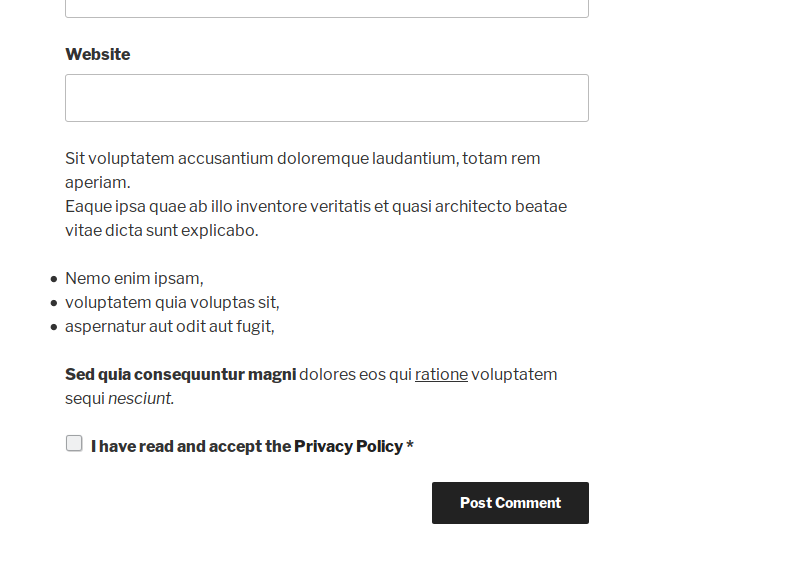 Website
Sit voluptatem accusantium doloremque laudantium, totam rem
aperiam.
Eaque ipsa quae ab illo inventore veritatis et quasi architecto beatae
vitae dicta sunt explicabo.
• Nemo enim ipsam,
• voluptatem quia voluptas sit,
• aspernatur aut odit aut fugit,
Sed quia consequuntur magni dolores eos qui ratione voluptatem
sequi nesciunt.
I have read and accept the Privacy Policy *
Post Comment